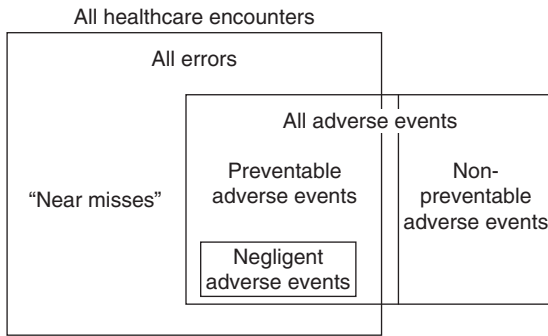 All healthcare encounters
All errors
All adverse events
“Near misses”
Preventable
adverse events
Non-
preventable
adverse events
Negligent
adverse events